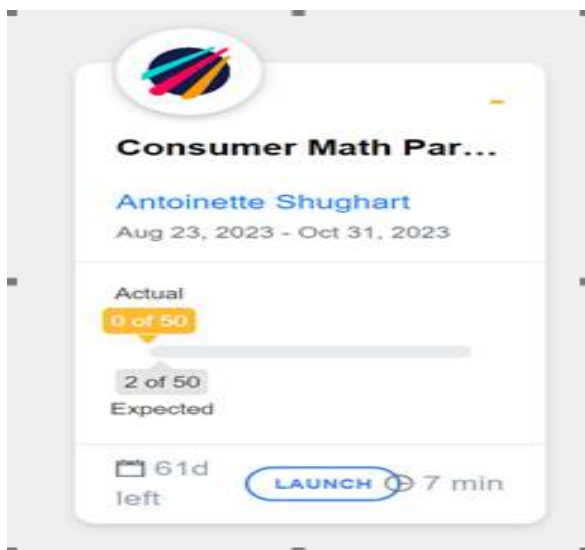 Consumer Math Par...
Antoinette Shughart
Aug 23, 2023 - Oct 31, 2023
Actual
0 of 50
2 of 50
Expected
61d
left
LAUNCH
7 min